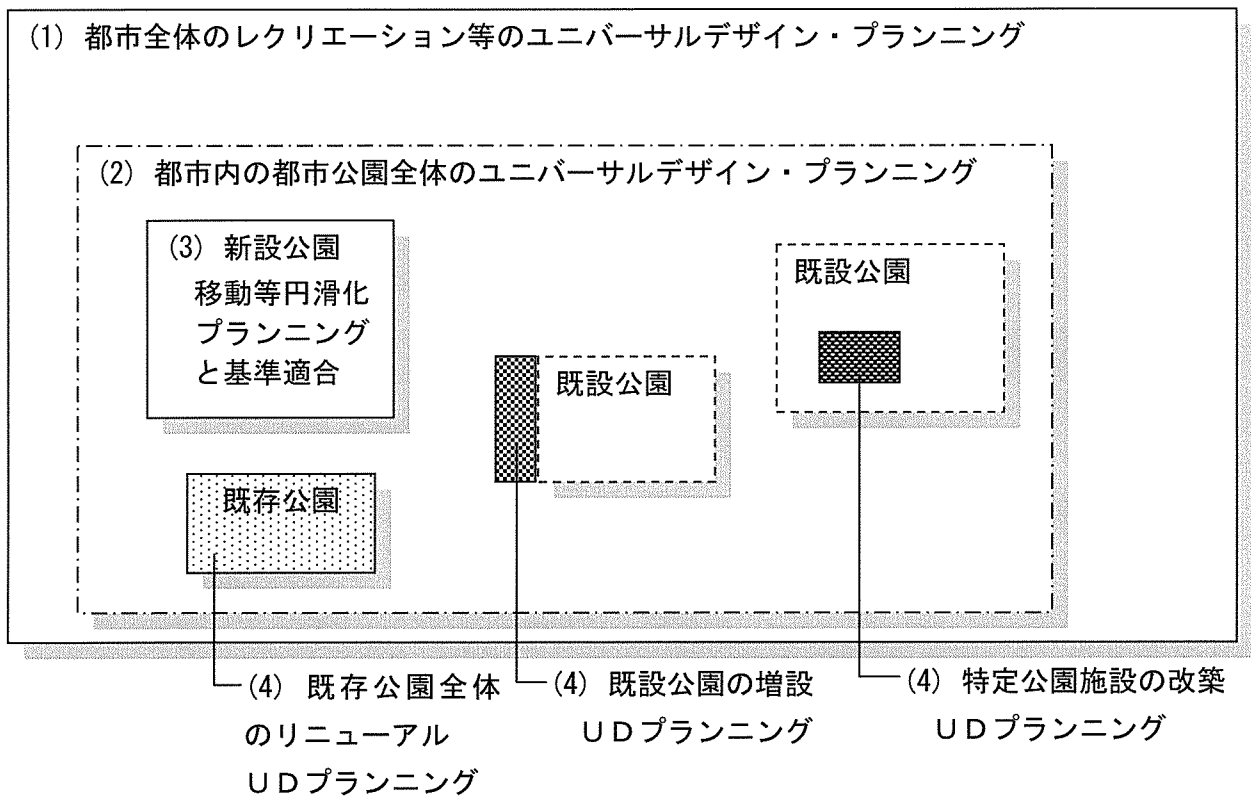 (1) 都市全体のレクリエーション等のユニバーサルデザイン・プランニング
(2) 都市内の都市公園全体のユニバーサルデザイン・プランニング
(3) 新設公園
移動等円滑化
プランニング
と基準適合
既設公園
既設公園
既存公園
(4) 既存公園全体
のリニューアル
ＵＤプランニング
(4) 既設公園の増設
ＵＤプランニング
(4) 特定公園施設の改築
ＵＤプランニング